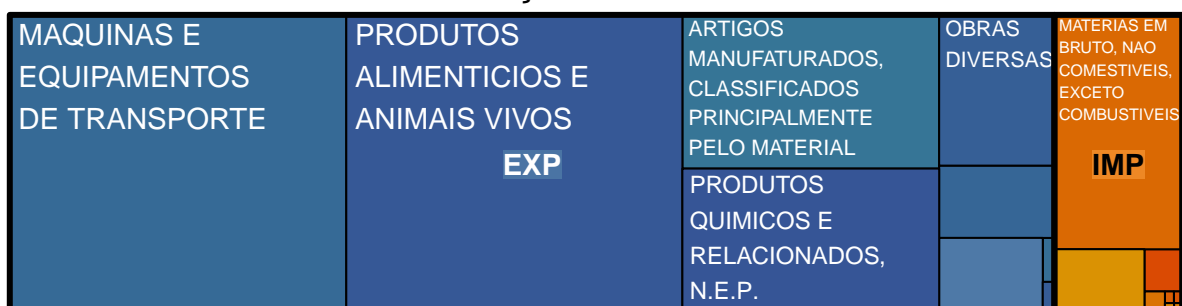 MAQUINAS E
EQUIPAMENTOS
DE TRANSPORTE
PRODUTOS
ALIMENTICIOS E
ANIMAIS VIVOS
EXP
ARTIGOS
MANUFATURADOS,
CLASSIFICADOS
PRINCIPALMENTE
PELO MATERIAL
PRODUTOS
QUIMICOS E
RELACIONADOS,
N.E.P.
OBRAS
DIVERSAS
MATERIAS EM
BRUTO, NAO
COMESTIVEIS,
EXCETO
COMBUSTIVEIS
IMP